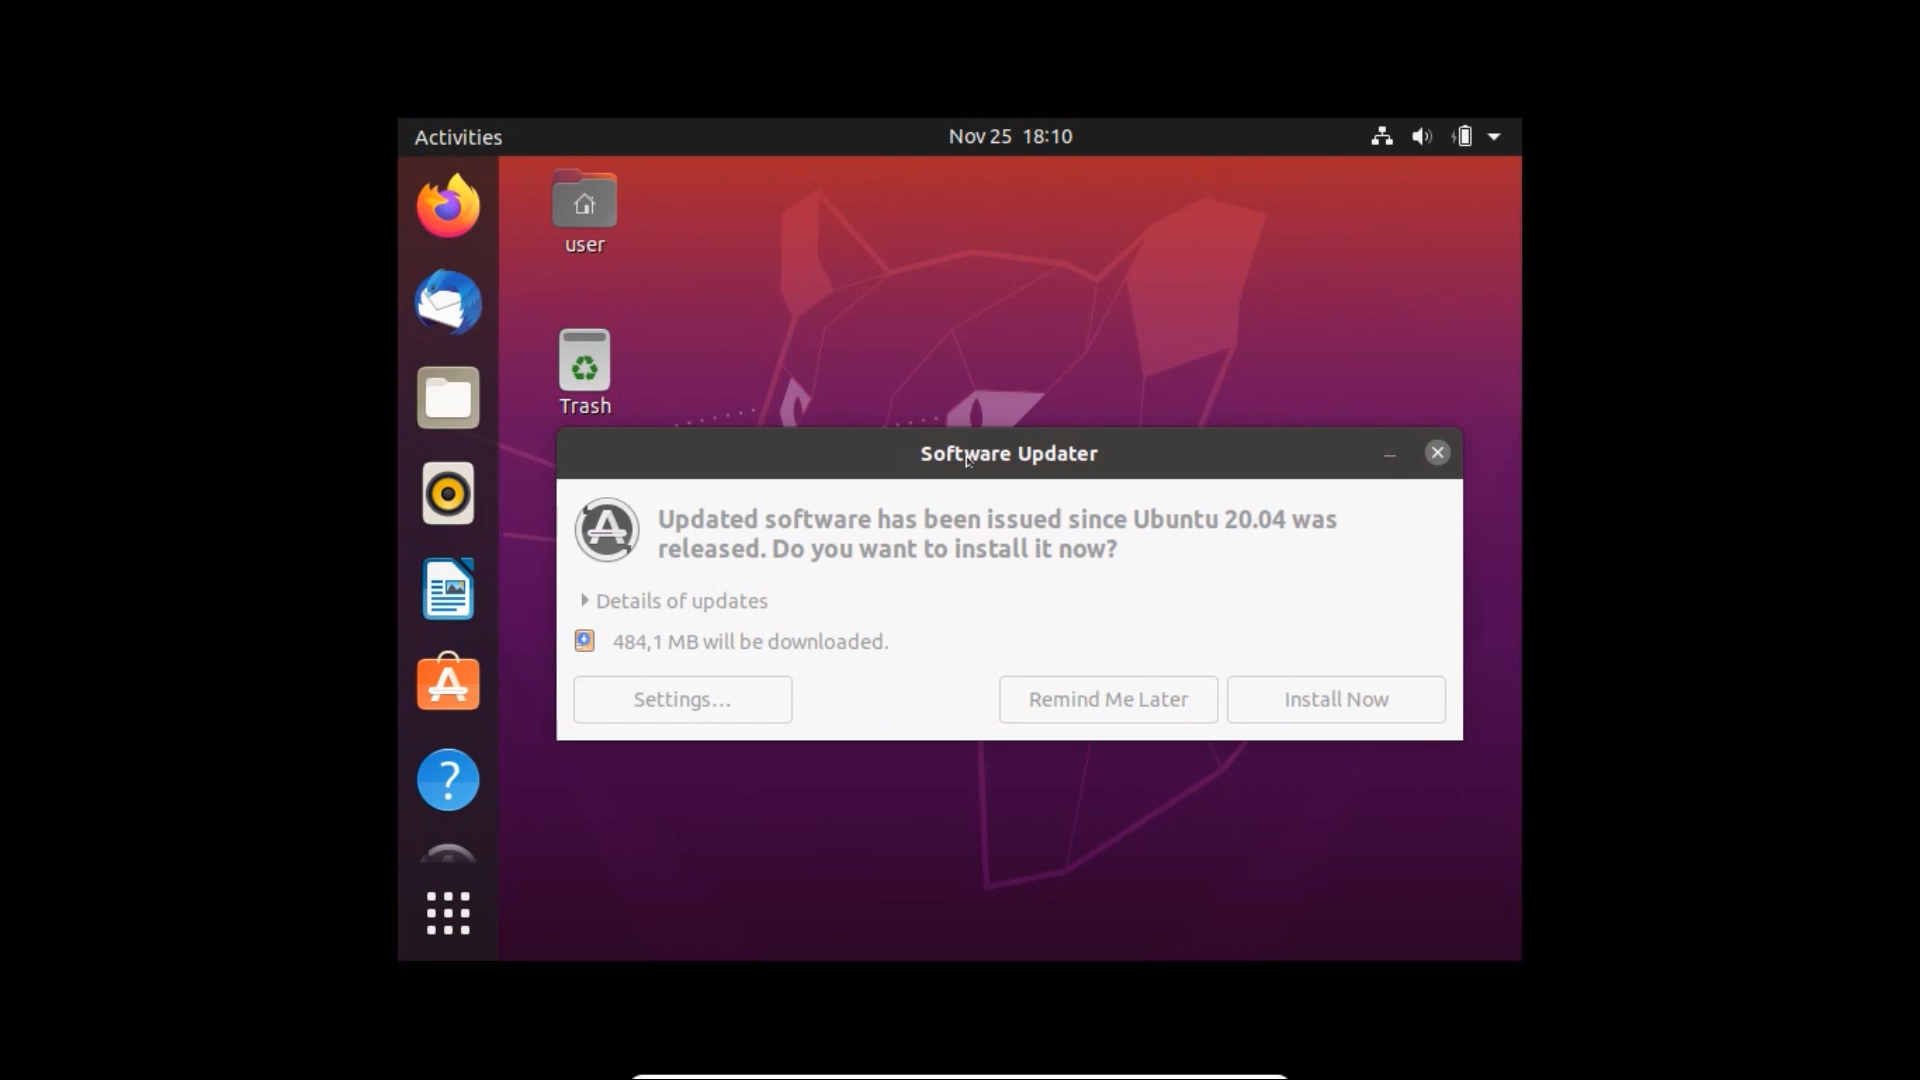 Activities
Nov 25 18:10
user
Trash
Software Updater
Updated software has been issued since Ubuntu 20.04 was
released. Do you want to install it now?
Details of updates
484,1 MB will be downloaded.
Settings...
Remind Me Later
Install Now